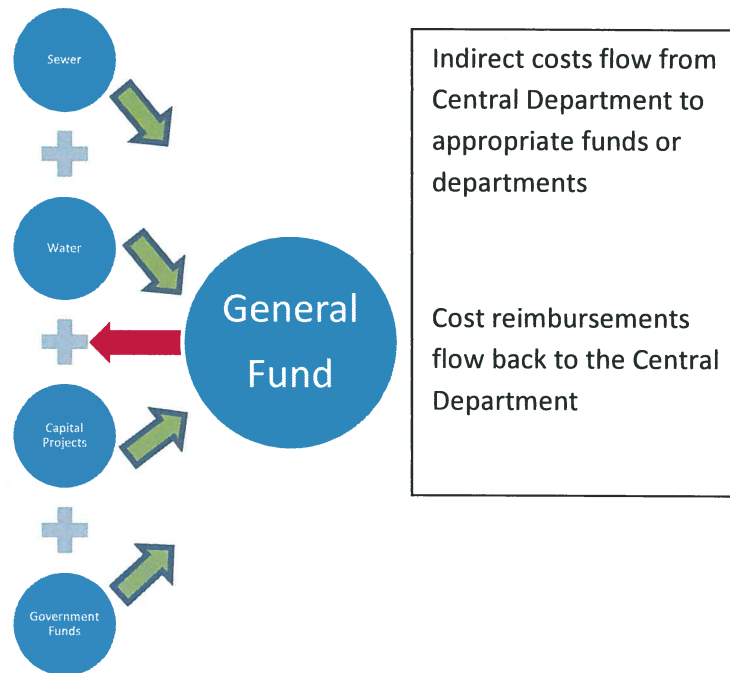 Sewer
Water
General
Fund
Capital
Projects
Government
Funds
Indirect costs flow from
Central Department to
appropriate funds or
departments
Cost reimbursements
flow back to the Central
Department